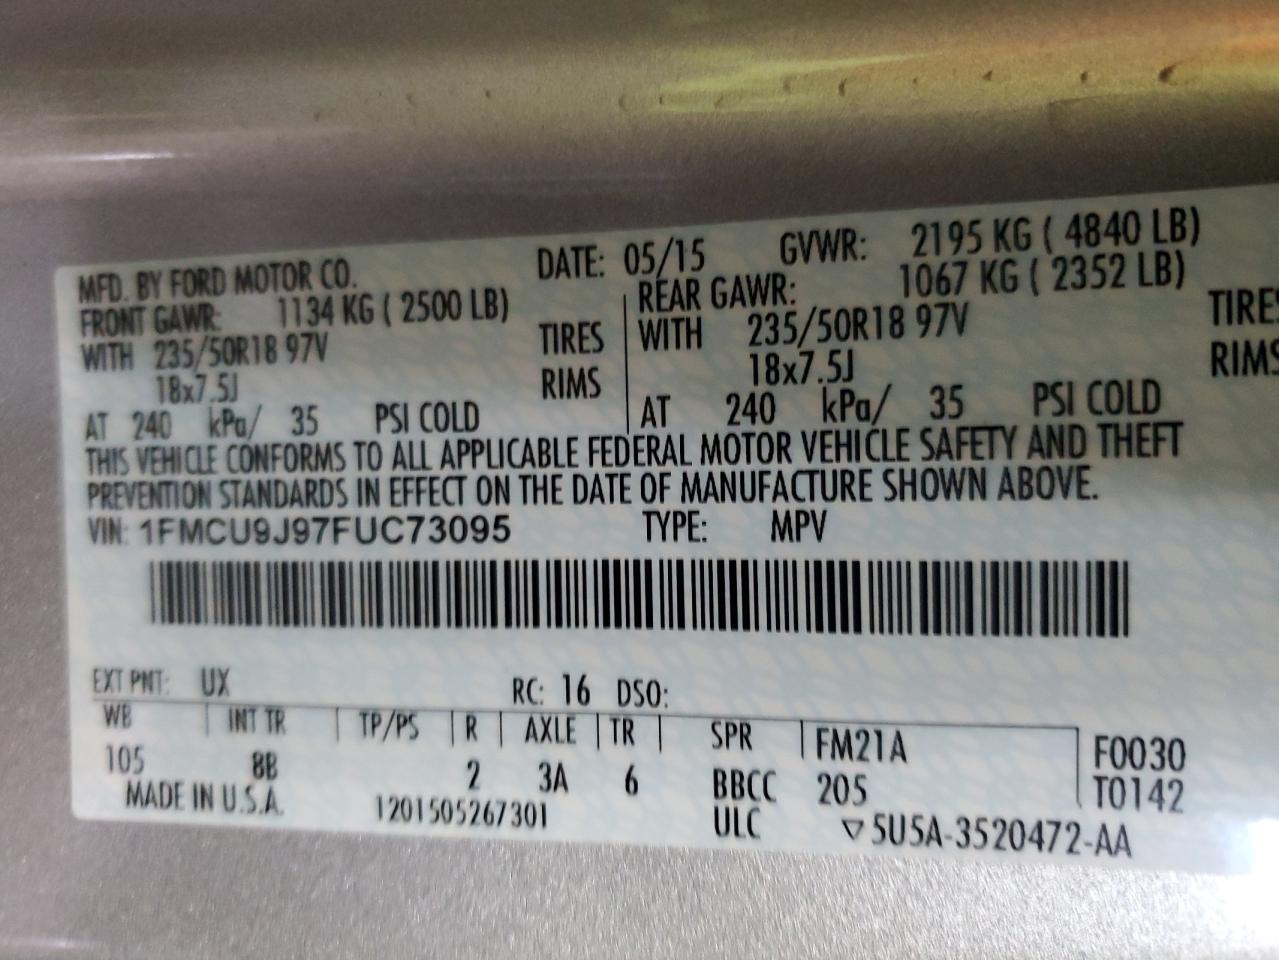 MFD. BY FORD MOTOR CO. DATE: 05/15 GVWR: 2195 KG ( 4840 LB)
FRONT GAWR: 1134 KG ( 2500 LB) REAR GAWR: 1067 KG ( 2352 LB)
WITH 235/50R18 97V TIRES WITH 235/50R18 97V TIRES
18x7.5J RIMS 18x7.5J RIMS
AT 240 kPa/ 35 PSI COLD AT 240 kPa/ 35 PSI COLD
THIS VEHICLE CONFORMS TO ALL APPLICABLE FEDERAL MOTOR VEHICLE SAFETY AND THEFT
PREVENTION STANDARDS IN EFFECT ON THE DATE OF MANUFACTURE SHOWN ABOVE.
VIN: 1FMCU9J97FUC73095 TYPE: MPV
EXT PNT: UX RC: 16 DSO:
WB INT TR TP/PS R AXLE TR SPR FM21A F0030
105 8B 2 3A 6 BBCC 205 T0142
MADE IN U.S.A. 1201505267301 ULC ▽5U5A-3520472-AA